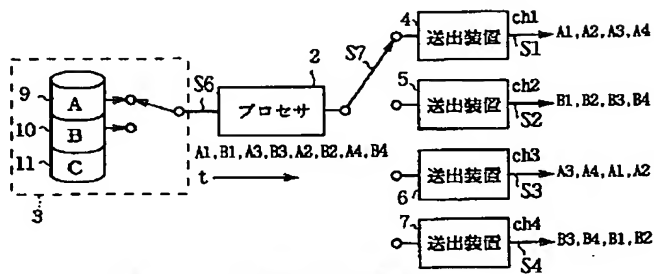 9
A
10
B
11
C
3
S6
2
プロセサ
A1,B1,A3,B3,A2,B2,A4,B4
t
S7
4
送出装置
ch1
S1
A1,A2,A3,A4
5
送出装置
ch2
S2
B1,B2,B3,B4
6
送出装置
ch3
S3
A3,A4,A1,A2
7
送出装置
ch4
S4
B3,B4,B1,B2